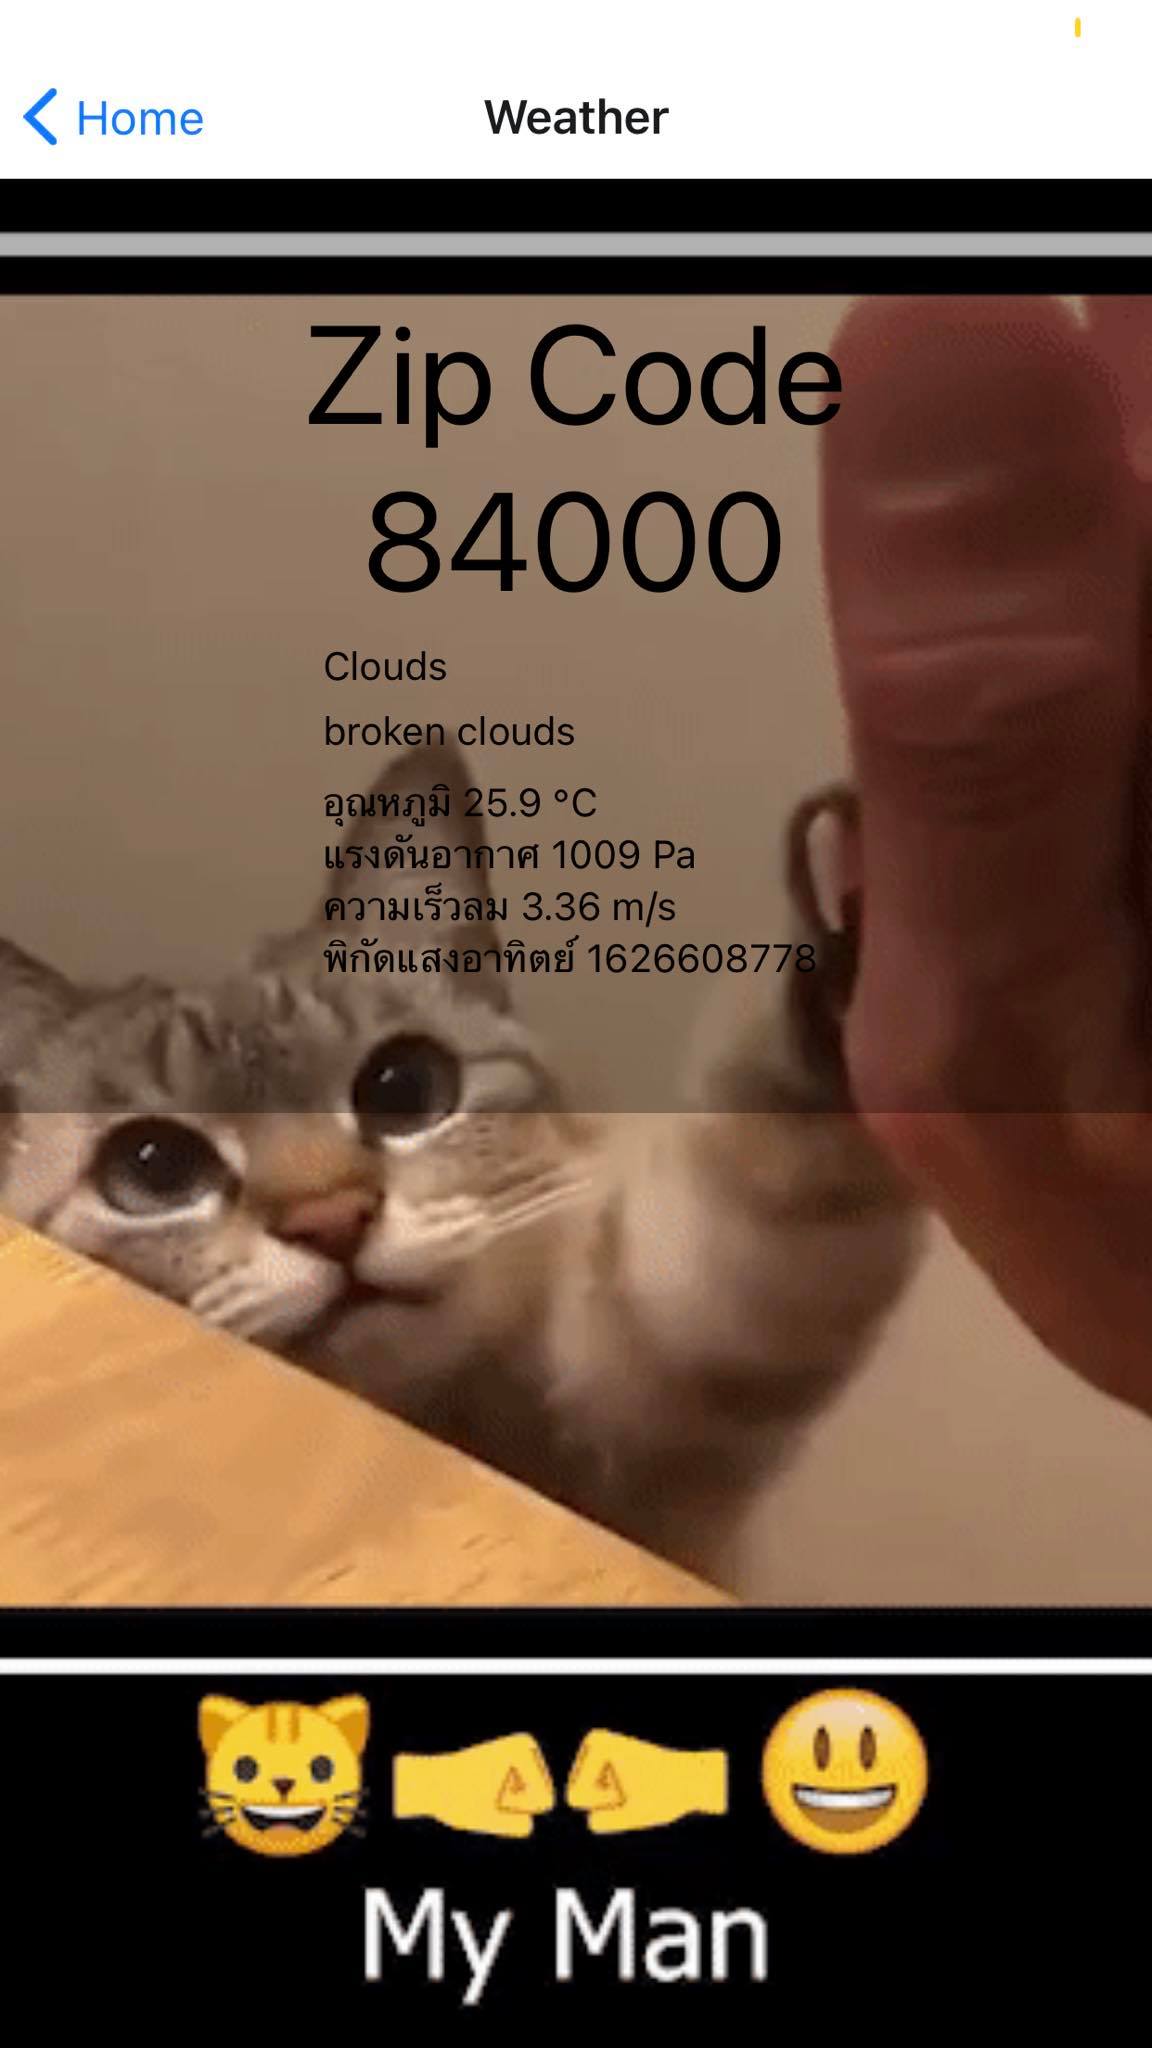 Home
Weather
Zip Code
84000
Clouds
broken clouds
อุณหภูมิ 25.9 °C
แรงดันอากาศ 1009 Pa
ความเร็วลม 3.36 m/s
พิกัดแสงอาทิตย์ 1626608778
My Man